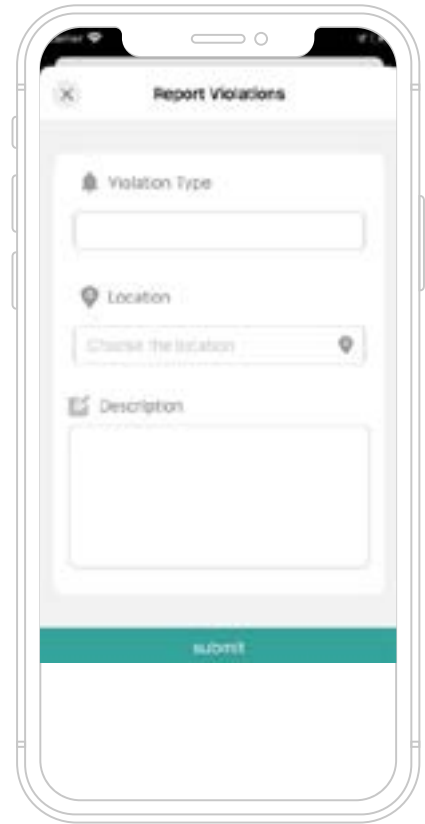 Report Violations
Violation Type
Location
Choose the location
Description
submit